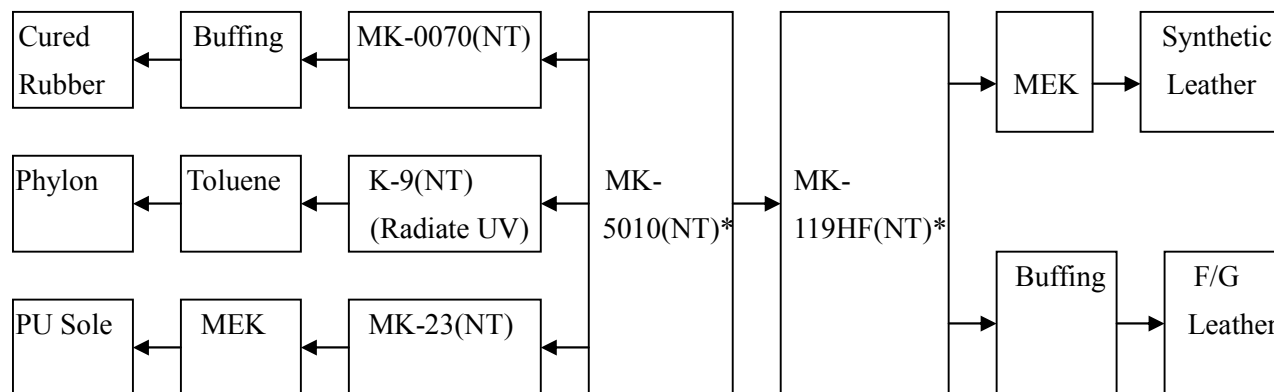 Cured
Rubber
Buffing
MK-0070(NT)
Phylon
Toluene
K-9(NT)
(Radiate UV)
PU Sole
MEK
MK-23(NT)
MK-
5010(NT)*
MK-
119HF(NT)*
MEK
Synthetic
Leather
Buffing
F/G
Leather